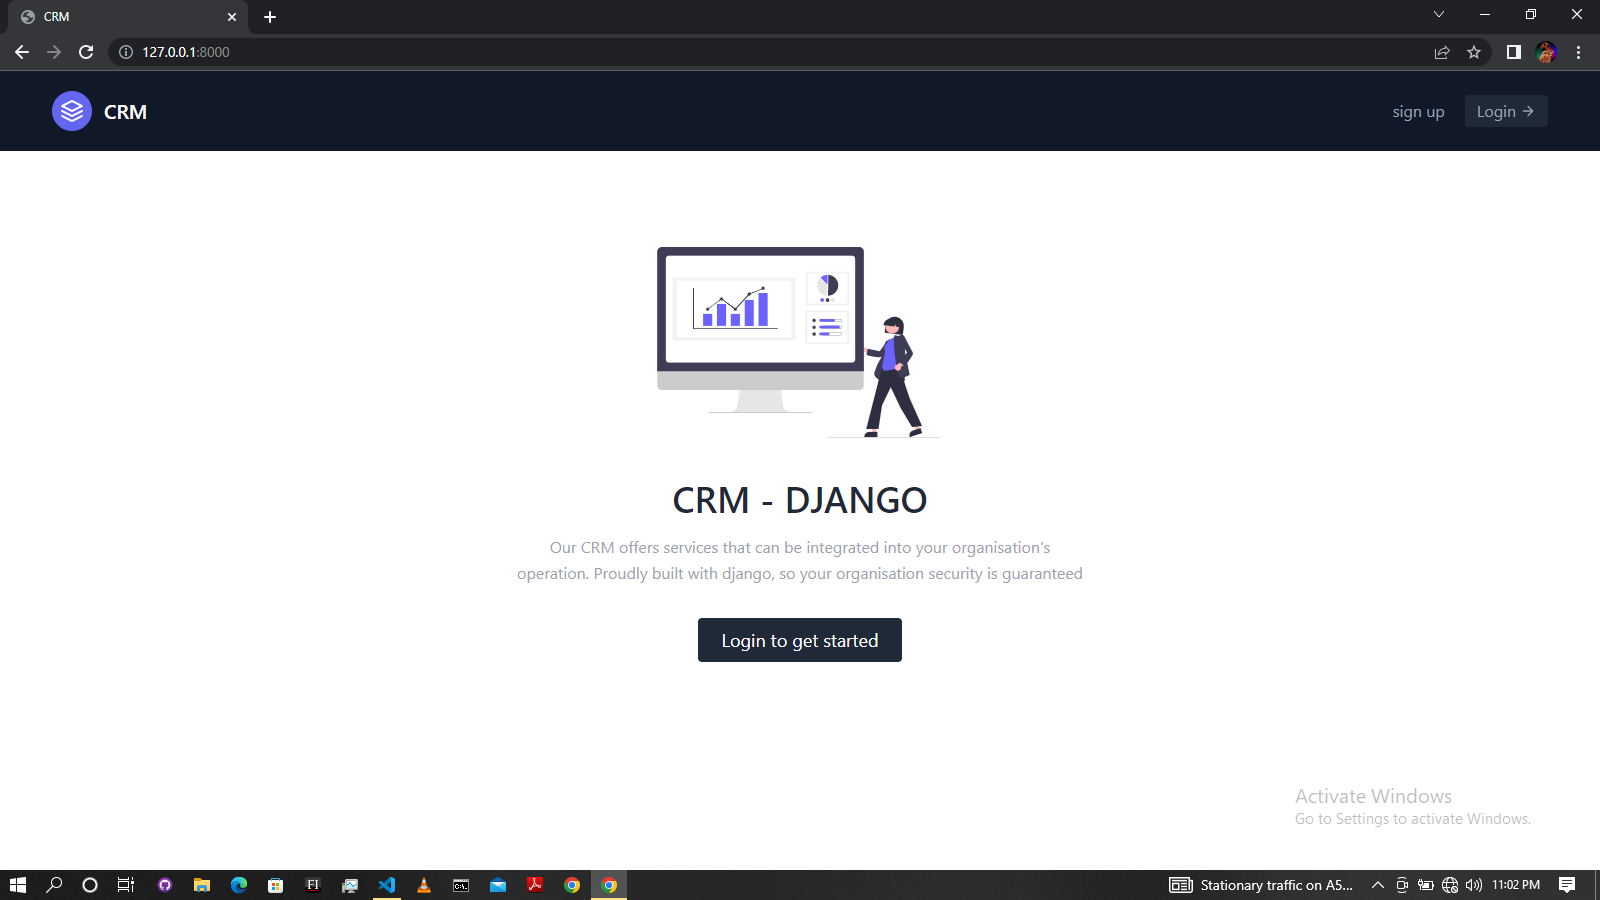 CRM
127.0.0.1:8000
CRM
sign up
Login →
CRM - DJANGO
Our CRM offers services that can be integrated into your organisation's
operation. Proudly built with django, so your organisation security is guaranteed
Login to get started
Activate Windows
Go to Settings to activate Windows.
FI
C:\.
Stationary traffic on A5...
11:02 PM